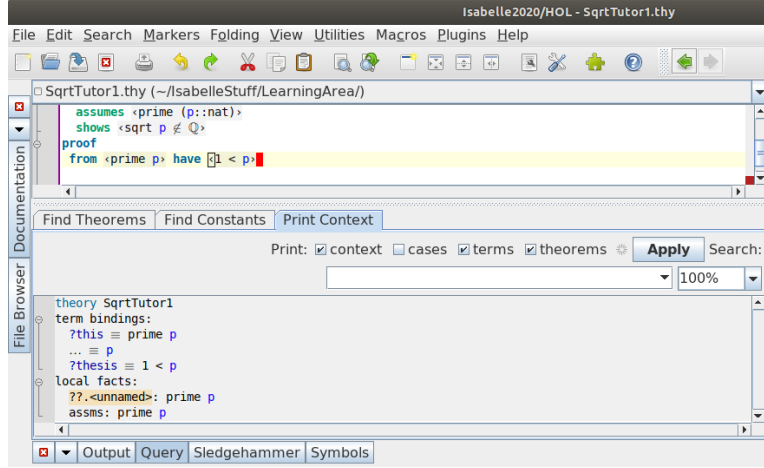 Isabelle2020/HOL - SqrtTutor1.thy
File Edit Search Markers Folding View Utilities Macros Plugins Help
SqrtTutor1.thy (~/IsabelleStuff/LearningArea/)
assumes ‹prime (p::nat)›
shows ‹sqrt p ∉ ℚ›
proof
from ‹prime p› have ‹1 < p›
Documentation
File Browser
Find Theorems Find Constants Print Context
Print: context cases terms theorems Apply Search:
100%
theory SqrtTutor1
term bindings:
?this ≡ prime p
... ≡ p
?thesis ≡ 1 < p
local facts:
??.<unnamed>: prime p
assms: prime p
Output Query Sledgehammer Symbols